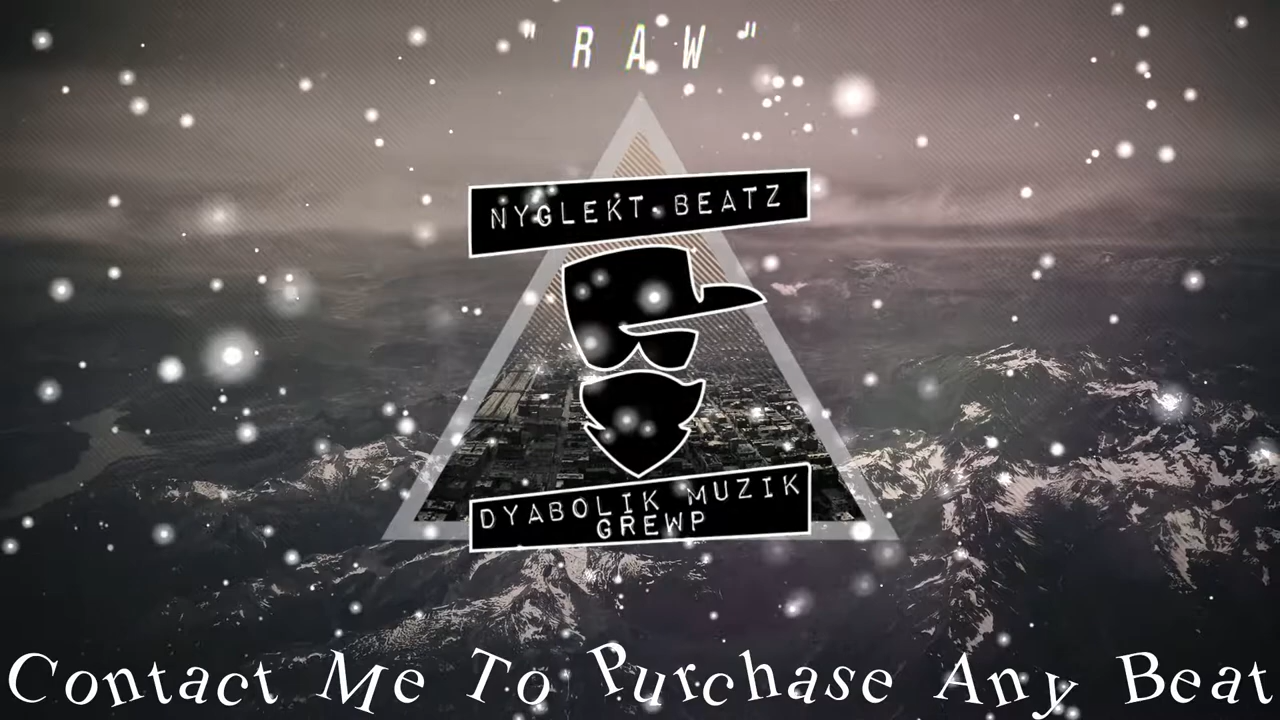 "RAW"
NYGLEKT BEATZ
DYABOLIK MUZIK
GREWP
Contact Me To Purchase Any Beat